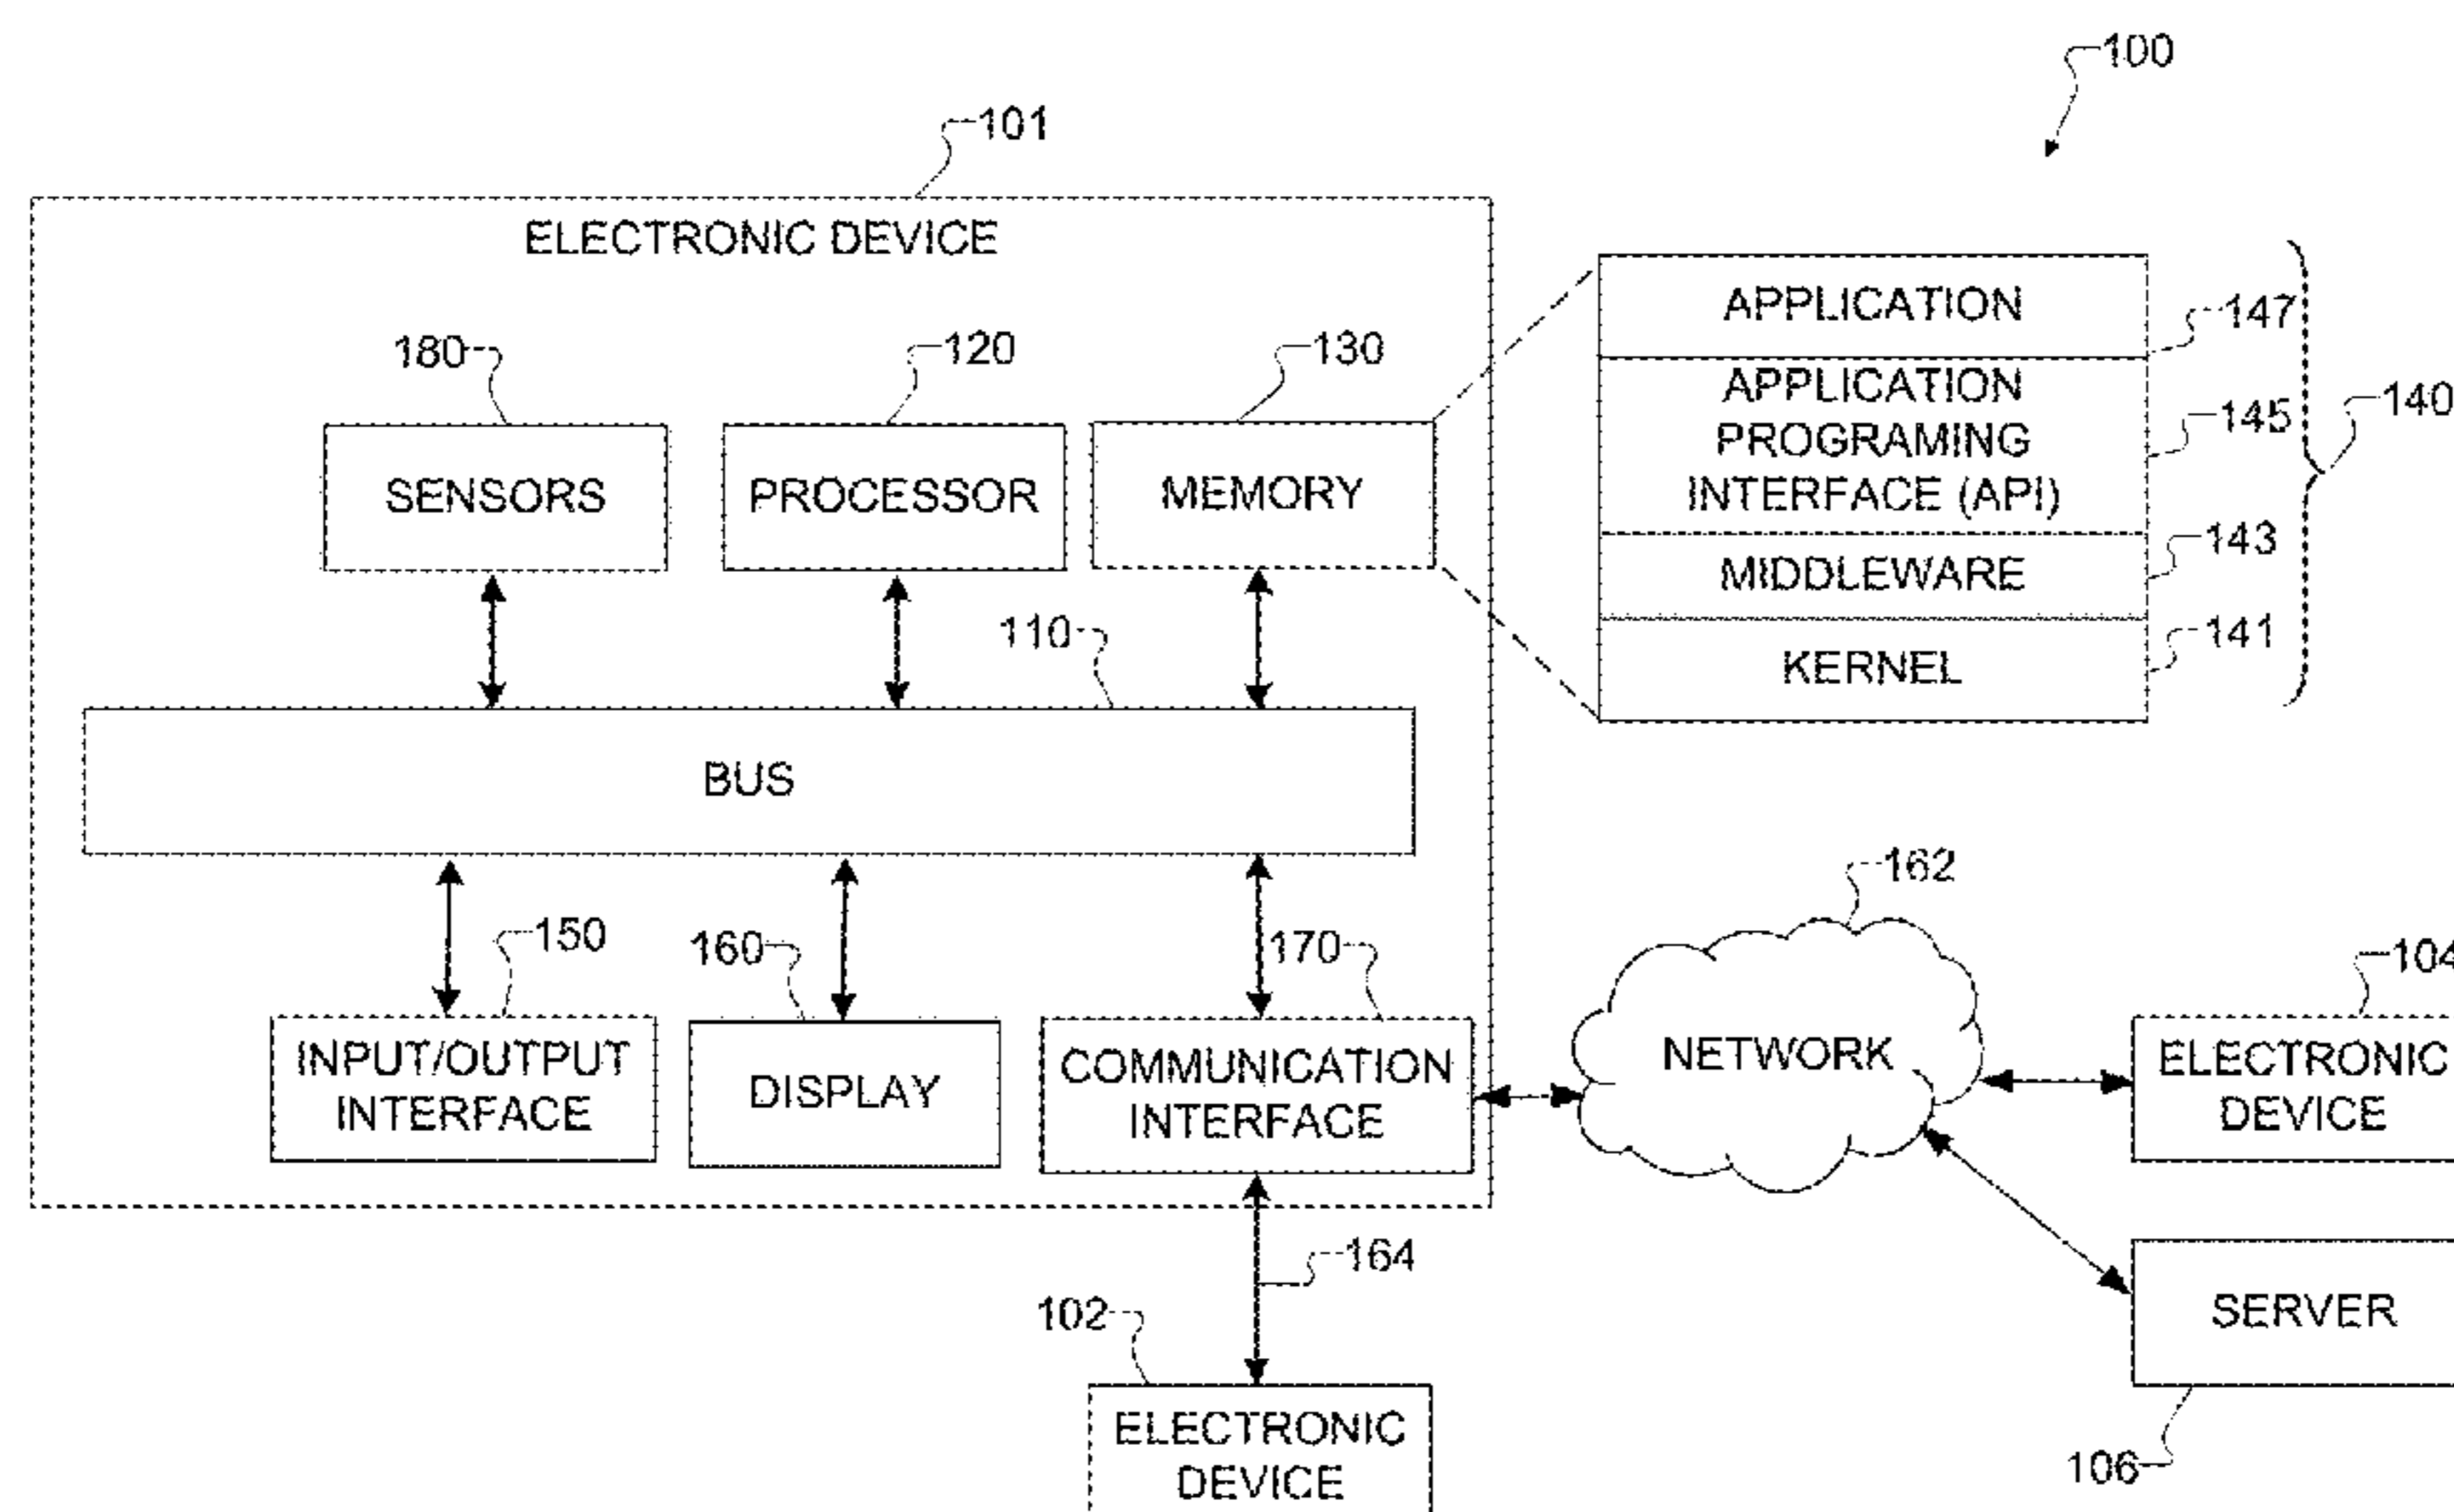 100
101
ELECTRONIC DEVICE
APPLICATION
147
180
120
130
APPLICATION
PROGRAMING
INTERFACE (API)
145
140
SENSORS
PROCESSOR
MEMORY
143
MIDDLEWARE
110
141
KERNEL
BUS
162
150
160
170
104
INPUT/OUTPUT
INTERFACE
DISPLAY
COMMUNICATION
INTERFACE
NETWORK
ELECTRONIC
DEVICE
164
102
SERVER
ELECTRONIC
DEVICE
106